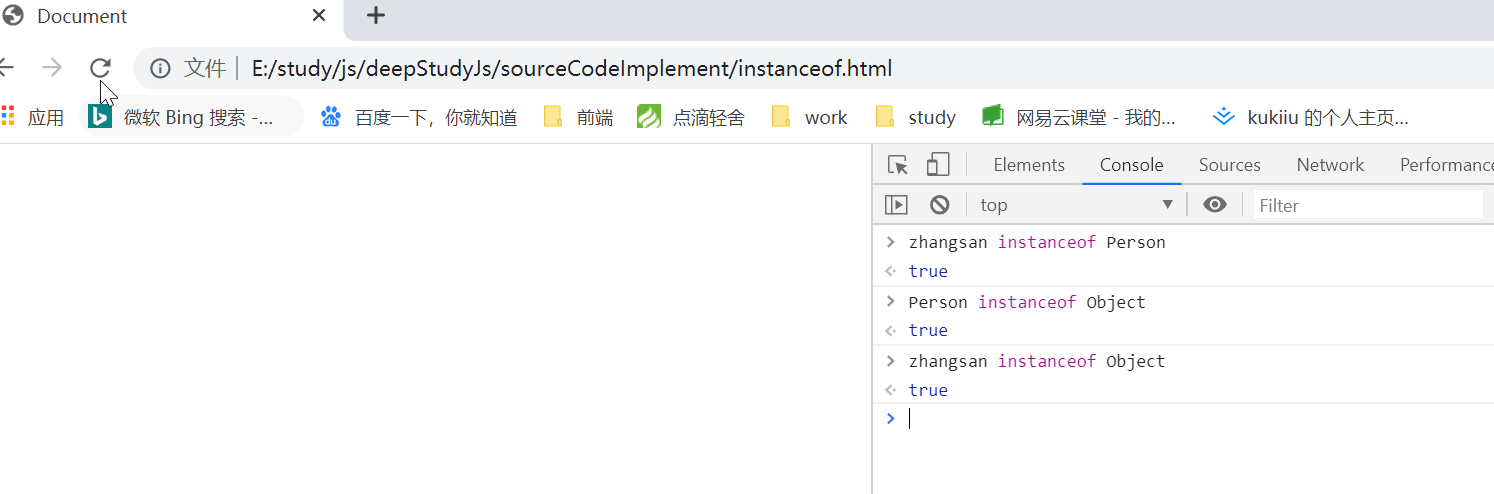 Document
文件 | E:/study/js/deepStudyJs/sourceCodeImplement/instanceof.html
应用 微软 Bing 搜索 -... 百度一下，你就知道 前端 点滴轻舍 work study 网易云课堂 - 我的... kukiiu 的个人主页...
Elements Console Sources Network Performance
top Filter
zhangsan instanceof Person
true
Person instanceof Object
true
zhangsan instanceof Object
true